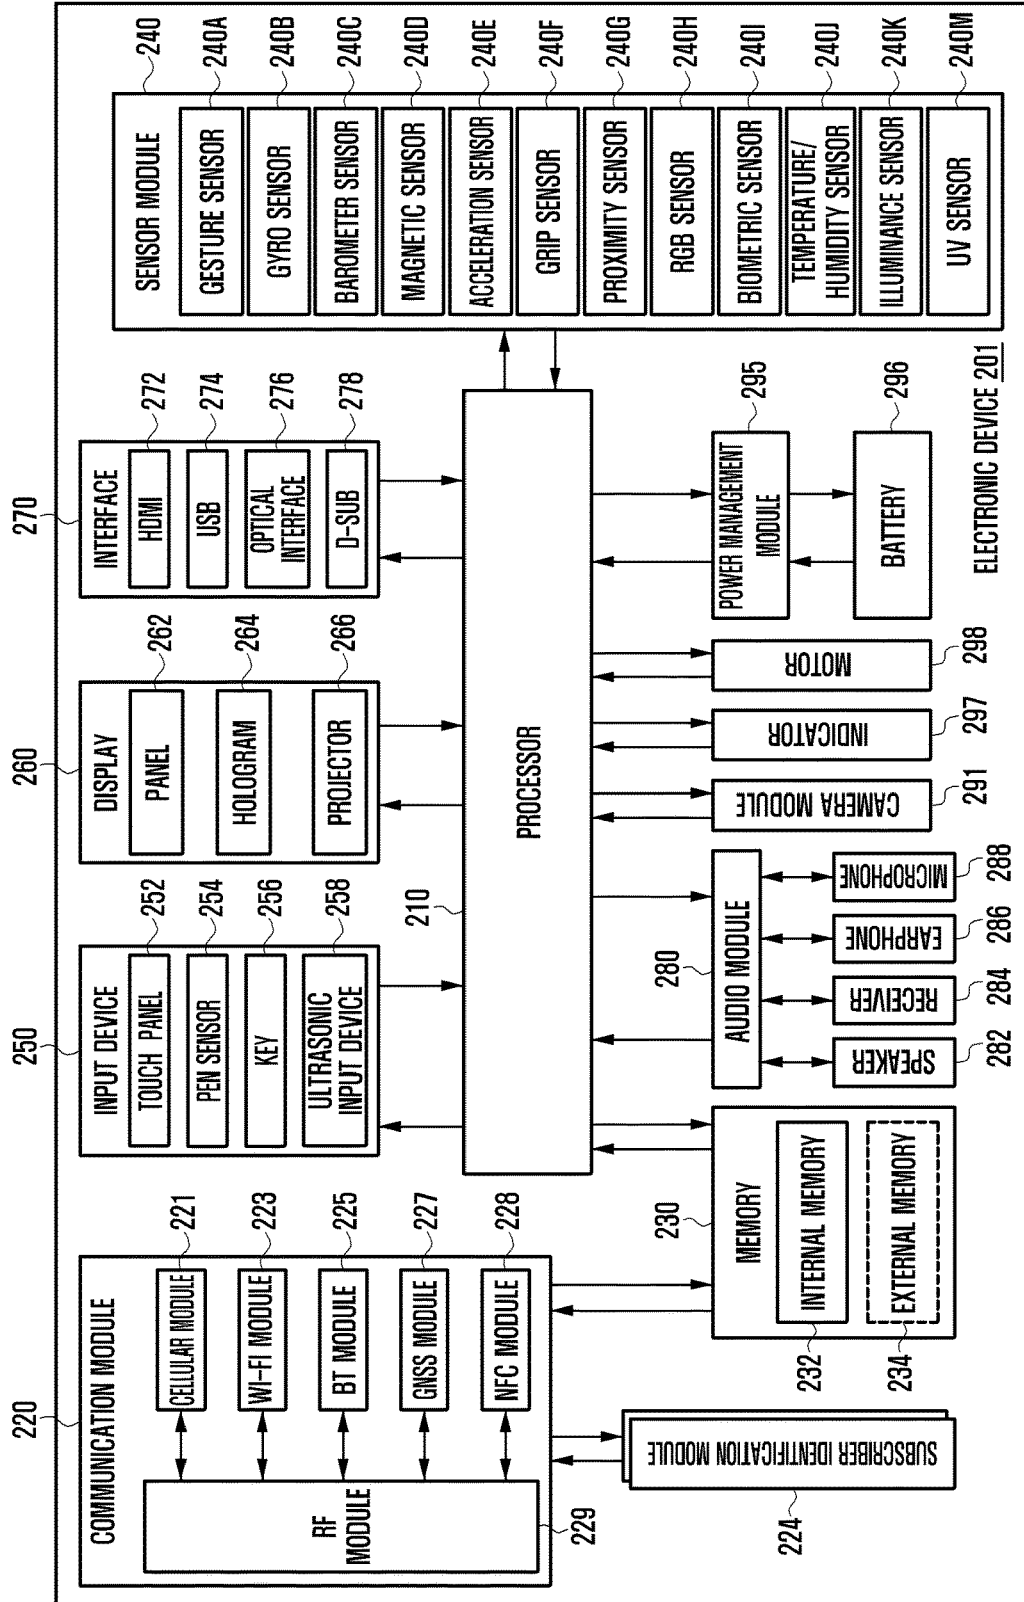 220
COMMUNICATION MODULE
RF
MODULE
229
CELLULAR MODULE
221
WI-FI MODULE
223
BT MODULE
225
GNSS MODULE
227
NFC MODULE
228
SUBSCRIBER IDENTIFICATION MODULE
224
250
INPUT DEVICE
TOUCH PANEL
252
PEN SENSOR
254
KEY
256
ULTRASONIC
INPUT DEVICE
258
260
DISPLAY
PANEL
262
HOLOGRAM
264
PROJECTOR
266
270
INTERFACE
HDMI
272
USB
274
OPTICAL
INTERFACE
276
D-SUB
278
240
SENSOR MODULE
GESTURE SENSOR
240A
GYRO SENSOR
240B
BAROMETER SENSOR
240C
MAGNETIC SENSOR
240D
ACCELERATION SENSOR
240E
GRIP SENSOR
240F
PROXIMITY SENSOR
240G
RGB SENSOR
240H
BIOMETRIC SENSOR
240I
TEMPERATURE/
HUMIDITY SENSOR
240J
ILLUMINANCE SENSOR
240K
UV SENSOR
240M
210
PROCESSOR
230
MEMORY
INTERNAL MEMORY
232
EXTERNAL MEMORY
234
280
AUDIO MODULE
SPEAKER
282
RECEIVER
284
EARPHONE
286
MICROPHONE
288
CAMERA MODULE
291
INDICATOR
297
MOTOR
298
POWER MANAGEMENT
MODULE
295
BATTERY
296
ELECTRONIC DEVICE 201